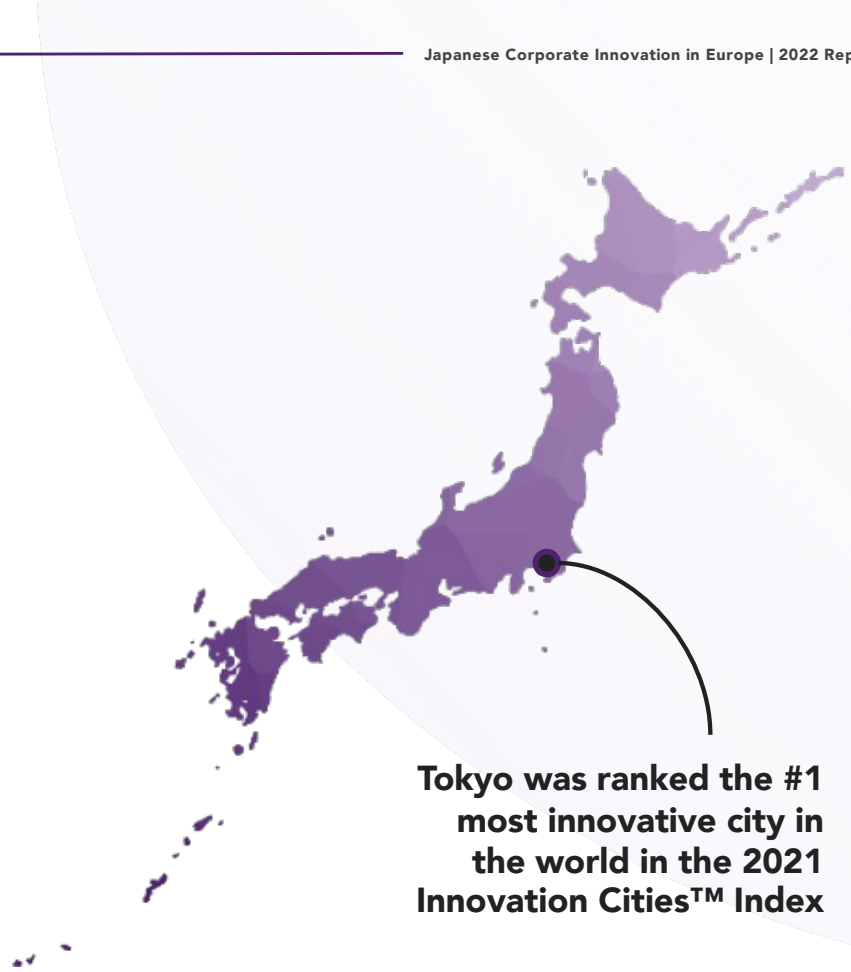 Japanese Corporate Innovation in Europe | 2022 Rep
Tokyo was ranked the #1
most innovative city in
the world in the 2021
Innovation Cities™ Index